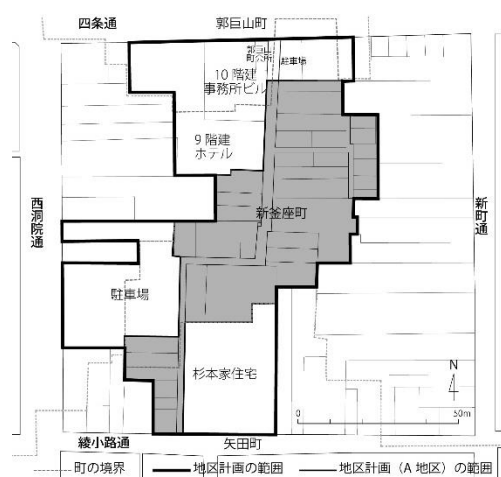 四条通
郭巨山町
駐車場
10階建
事務所ビル
9階建
ホテル
西洞院通
新釜座町
新町通
駐車場
杉本家住宅
N
0
50m
綾小路通
矢田町
町の境界
地区計画の範囲
地区計画(A地区)の範囲